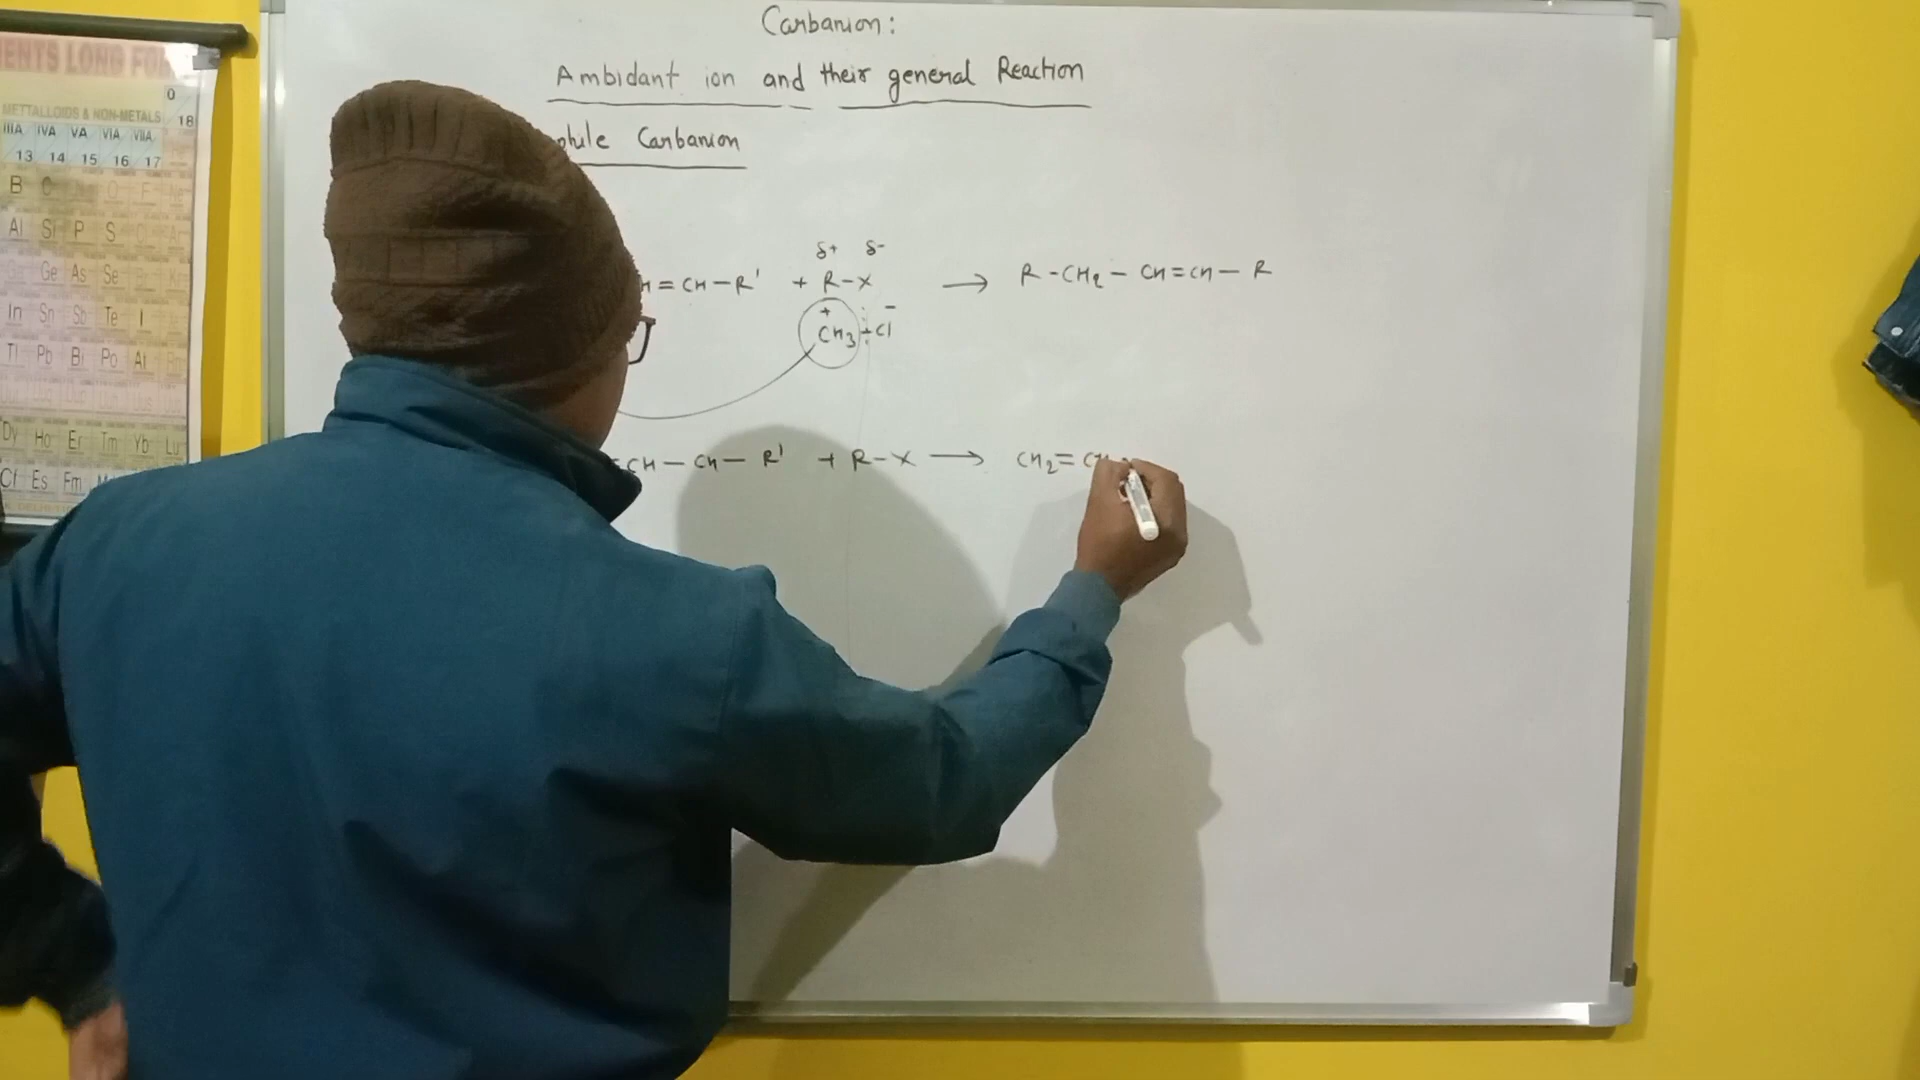 Carbanion:
Ambidant ion and their general Reaction
phile Carbanion
δ+ δ-
H = CH - R' + R - X → R - CH2 - CH = CH - R
+ -
CH3 Cl
= CH - CH - R' + R - X → CH2 = CH
ENTS LONG FO
METTALLOIDS & NON-METALS
0
18
IIIA IVA VA VIA VIIA
13 14 15 16 17
B C O F Ne
Al Si P S
Ge As Se
In Sn Sb Te I
Tl Pb Bi Po At
Dy Ho Er Tm Yb Lu
Cf Es Fm